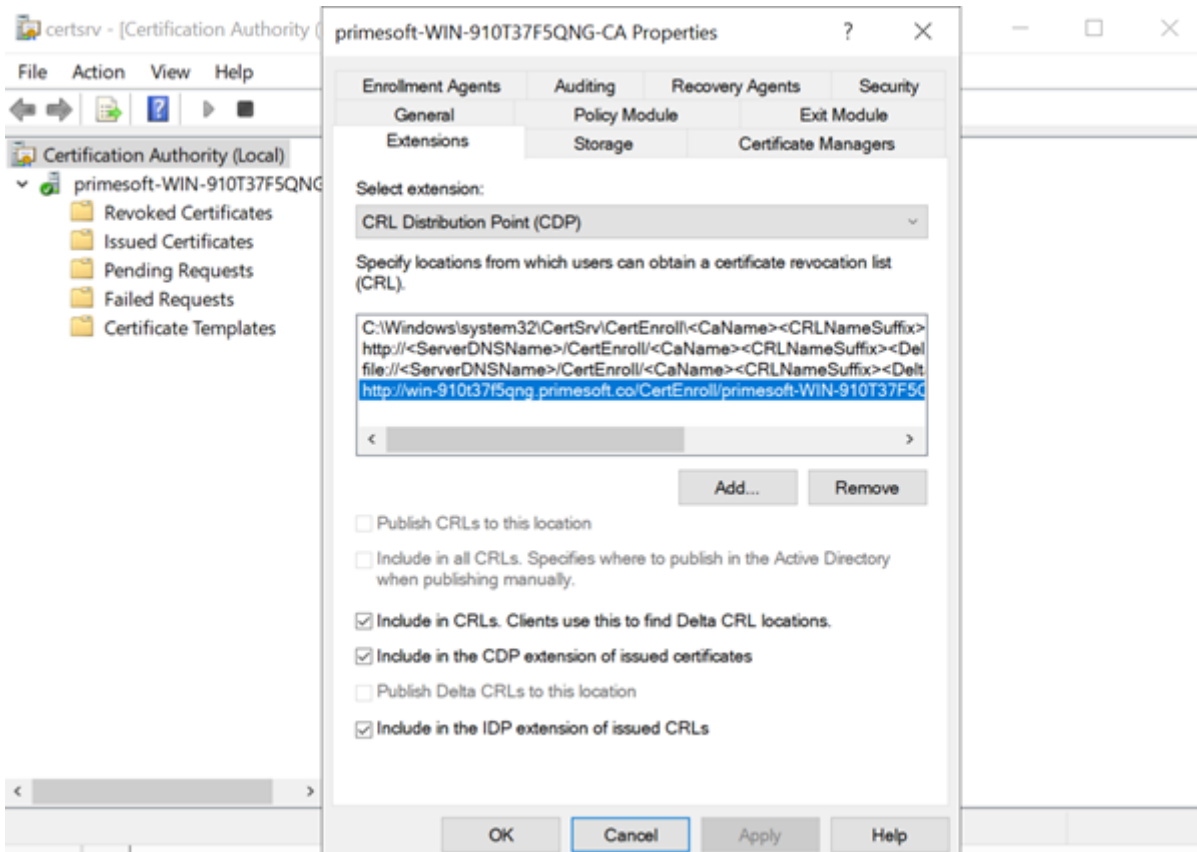 certsrv - [Certification Authority (
primesoft-WIN-910T37F5QNG-CA Properties
File Action View Help
Certification Authority (Local)
primesoft-WIN-910T37F5QNG
Revoked Certificates
Issued Certificates
Pending Requests
Failed Requests
Certificate Templates
Enrollment Agents Auditing Recovery Agents Security
General Policy Module Exit Module
Extensions Storage Certificate Managers
Select extension:
CRL Distribution Point (CDP)
Specify locations from which users can obtain a certificate revocation list
(CRL).
C:\Windows\system32\CertSrv\CertEnroll\<CaName><CRLNameSuffix>
http://<ServerDNSName>/CertEnroll/<CaName><CRLNameSuffix><Del
file://<ServerDNSName>/CertEnroll/<CaName><CRLNameSuffix><Delt
http://win-910t37f5qng.primesoft.co/CertEnroll/primesoft-WIN-910T37F5Q
Add... Remove
Publish CRLs to this location
Include in all CRLs. Specifies where to publish in the Active Directory
when publishing manually.
Include in CRLs. Clients use this to find Delta CRL locations.
Include in the CDP extension of issued certificates
Publish Delta CRLs to this location
Include in the IDP extension of issued CRLs
OK Cancel Apply Help